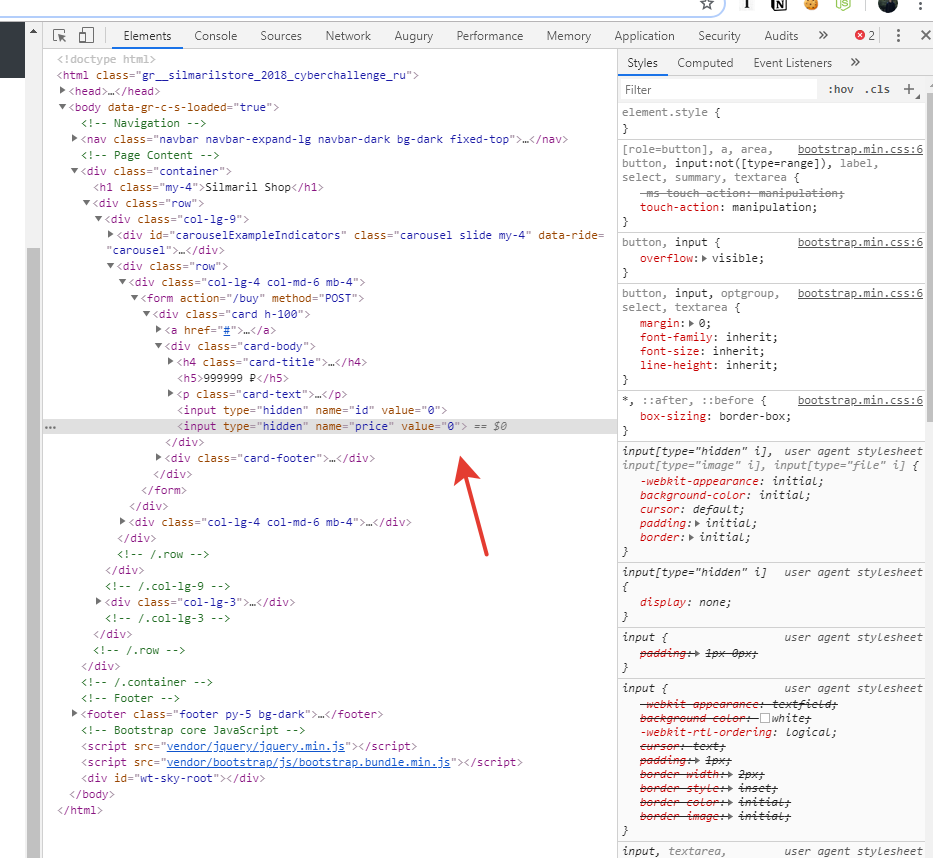 Elements Console Sources Network Augury Performance Memory Application Security Audits » 2
<!doctype html>
<html class="gr__silmarilstore_2018_cyberchallenge_ru">
<head>…</head>
<body data-gr-c-s-loaded="true">
<!-- Navigation -->
<nav class="navbar navbar-expand-lg navbar-dark bg-dark fixed-top">…</nav>
<!-- Page Content -->
<div class="container">
<h1 class="my-4">Silmaril Shop</h1>
<div class="row">
<div class="col-lg-9">
<div id="carouselExampleIndicators" class="carousel slide my-4" data-ride=
"carousel">…</div>
<div class="row">
<div class="col-lg-4 col-md-6 mb-4">
<form action="/buy" method="POST">
<div class="card h-100">
<a href="#">…</a>
<div class="card-body">
<h4 class="card-title">…</h4>
<h5>999999 ₽</h5>
<p class="card-text">…</p>
<input type="hidden" name="id" value="0">
… <input type="hidden" name="price" value="0"> == $0
</div>
<div class="card-footer">…</div>
</div>
</form>
</div>
<div class="col-lg-4 col-md-6 mb-4">…</div>
</div>
<!-- /.row -->
</div>
<!-- /.col-lg-9 -->
<div class="col-lg-3">…</div>
<!-- /.col-lg-3 -->
</div>
<!-- /.row -->
</div>
<!-- /.container -->
<!-- Footer -->
<footer class="footer py-5 bg-dark">…</footer>
<!-- Bootstrap core JavaScript -->
<script src="vendor/jquery/jquery.min.js"></script>
<script src="vendor/bootstrap/js/bootstrap.bundle.min.js"></script>
<div id="wt-sky-root"></div>
</body>
</html>
Styles Computed Event Listeners »
Filter :hov .cls +
element.style {
}
[role=button], a, area, bootstrap.min.css:6
button, input:not([type=range]), label,
select, summary, textarea {
-ms-touch-action: manipulation;
touch-action: manipulation;
}
button, input { bootstrap.min.css:6
overflow: visible;
}
button, input, optgroup, bootstrap.min.css:6
select, textarea {
margin: 0;
font-family: inherit;
font-size: inherit;
line-height: inherit;
}
*, ::after, ::before { bootstrap.min.css:6
box-sizing: border-box;
}
input[type="hidden" i], user agent stylesheet
input[type="image" i], input[type="file" i] {
-webkit-appearance: initial;
background-color: initial;
cursor: default;
padding: initial;
border: initial;
}
input[type="hidden" i] user agent stylesheet
{
display: none;
}
input { user agent stylesheet
padding: 1px 0px;
}
input { user agent stylesheet
-webkit-appearance: textfield;
background-color: white;
-webkit-rtl-ordering: logical;
cursor: text;
padding: 1px;
border-width: 2px;
border-style: inset;
border-color: initial;
border-image: initial;
}
input, textarea, user agent stylesheet